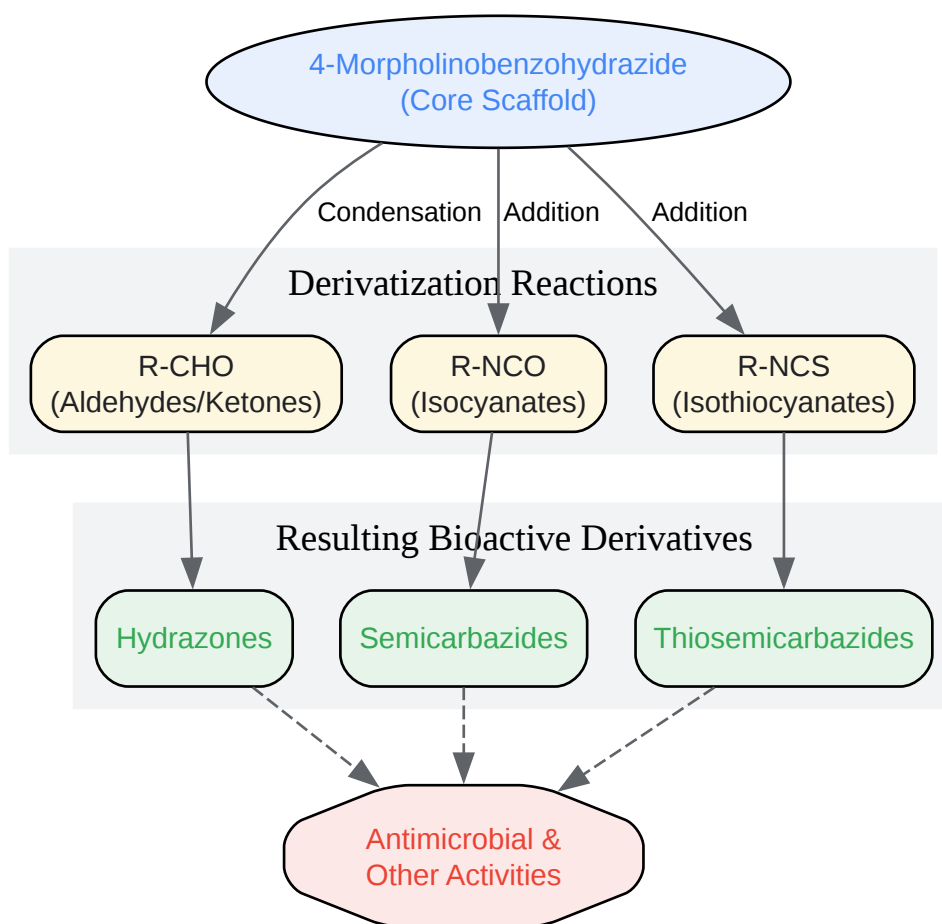 4-Morpholinobenzohydrazide
(Core Scaffold)
Condensation
Addition
Addition
Derivatization Reactions
R-CHO
(Aldehydes/Ketones)
R-NCO
(Isocyanates)
R-NCS
(Isothiocyanates)
Resulting Bioactive Derivatives
Hydrazones
Semicarbazides
Thiosemicarbazides
Antimicrobial &
Other Activities